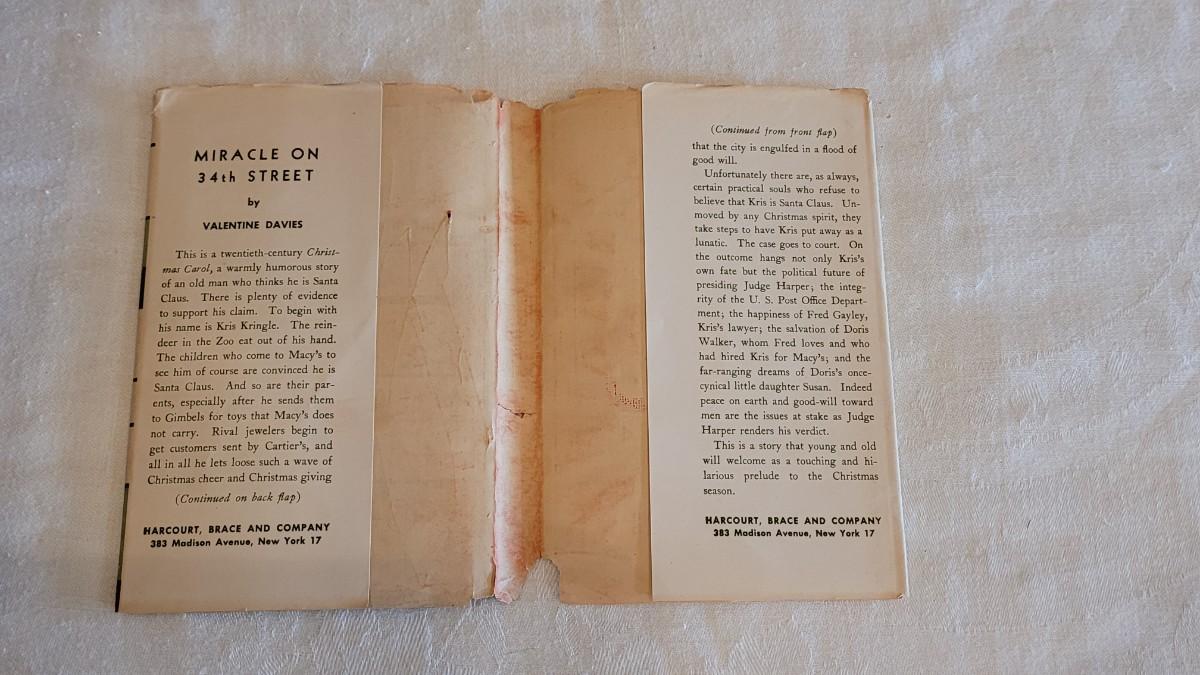 MIRACLE ON
34th STREET
by
VALENTINE DAVIES
This is a twentieth-century Christ-
mas Carol, a warmly humorous story
of an old man who thinks he is Santa
Claus. There is plenty of evidence
to support his claim. To begin with
his name is Kris Kringle. The rein-
deer in the Zoo eat out of his hand.
The children who come to Macy's to
see him of course are convinced he is
Santa Claus. And so are their par-
ents, especially after he sends them
to Gimbels for toys that Macy's does
not carry. Rival jewelers begin to
get customers sent by Cartier's, and
all in all he lets loose such a wave of
Christmas cheer and Christmas giving
(Continued on back flap)
HARCOURT, BRACE AND COMPANY
383 Madison Avenue, New York 17
(Continued from front flap)
that the city is engulfed in a flood of
good will.
Unfortunately there are, as always,
certain practical souls who refuse to
believe that Kris is Santa Claus. Un-
moved by any Christmas spirit, they
take steps to have Kris put away as a
lunatic. The case goes to court. On
the outcome hangs not only Kris's
own fate but the political future of
presiding Judge Harper; the integ-
rity of the U. S. Post Office Depart-
ment; the happiness of Fred Gayley,
Kris's lawyer; the salvation of Doris
Walker, whom Fred loves and who
had hired Kris for Macy's; and the
far-ranging dreams of Doris's once-
cynical little daughter Susan. Indeed
peace on earth and good-will toward
men are the issues at stake as Judge
Harper renders his verdict.
This is a story that young and old
will welcome as a touching and hi-
larious prelude to the Christmas
season.
HARCOURT, BRACE AND COMPANY
383 Madison Avenue, New York 17